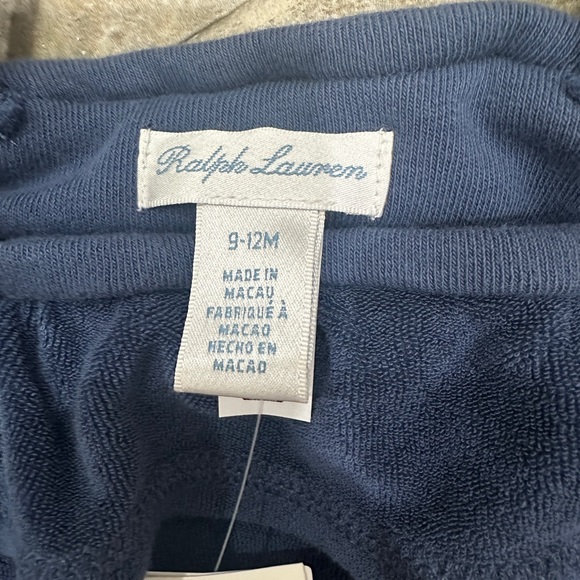 Ralph Lauren
9-12M
MADE IN
MACAU
FABRIQUÉ À
MACAO
HECHO EN
MACAO